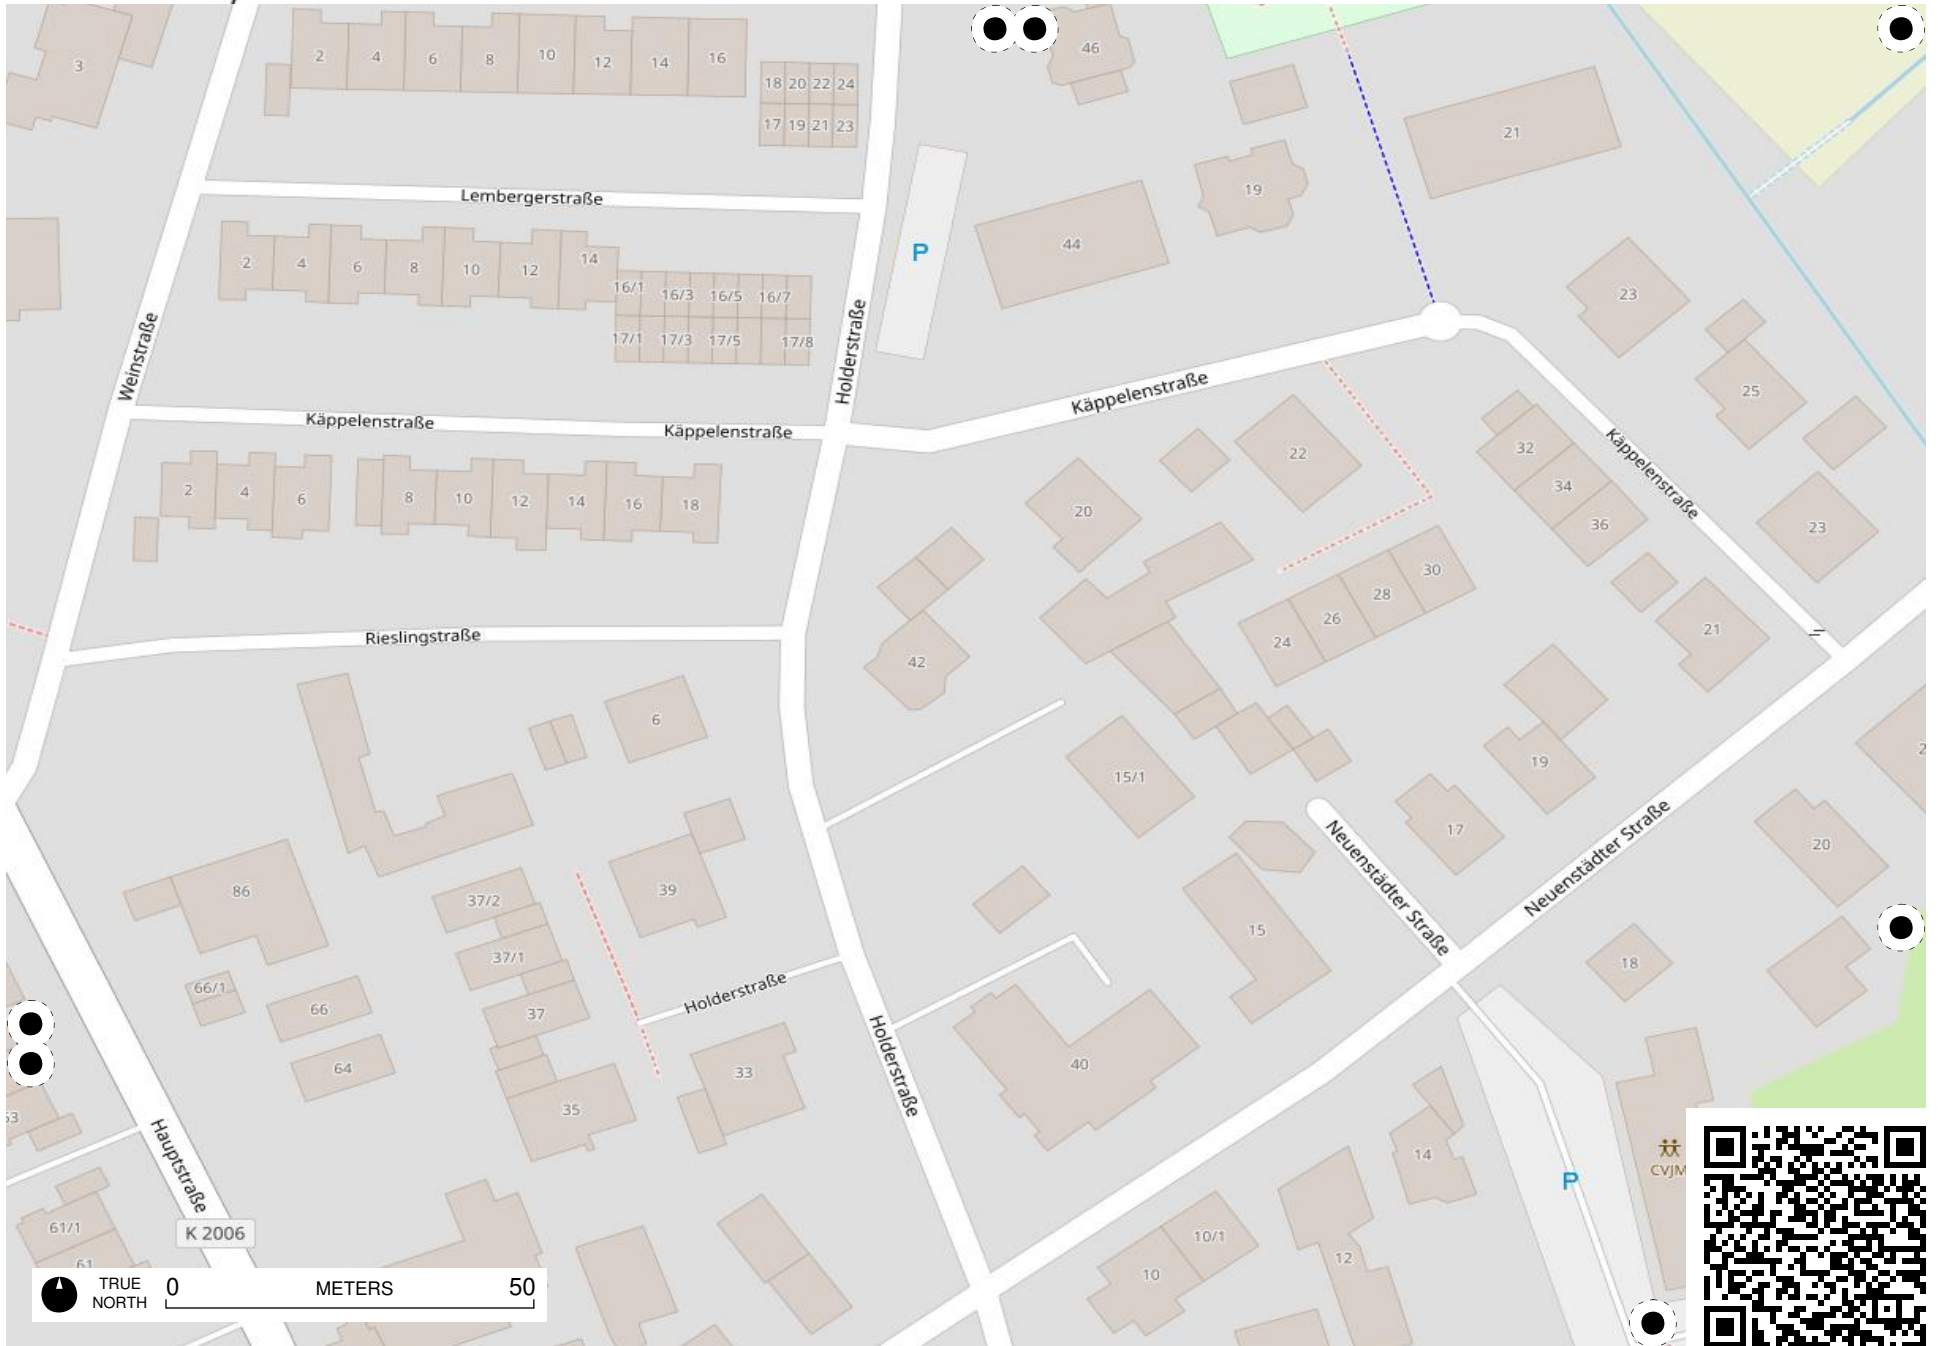 3
2 4 6 8 10 12 14 16
18 20 22 24
17 19 21 23
46
21
19
Lembergerstraße
44
P
2 4 6 8 10 12 14
16/1 16/3 16/5 16/7
17/1 17/3 17/5 17/8
23
Weinstraße
Holderstraße
Käppelenstraße
25
Käppelenstraße
Käppelenstraße
Käppelenstraße
2 4 6
8 10 12 14 16 18
20
22
32
34
36
23
24 26 28 30
21
Rieslingstraße
42
6
15/1
19
17
Neuenstädter Straße
Neuenstädter Straße
20
86
39
37/2
37/1
37
15
18
66/1
66
64
Holderstraße
Holderstraße
33
35
40
14
CVJM
P
Hauptstraße
61/1
61
K 2006
10/1
10
12
TRUE NORTH
0 METERS 50